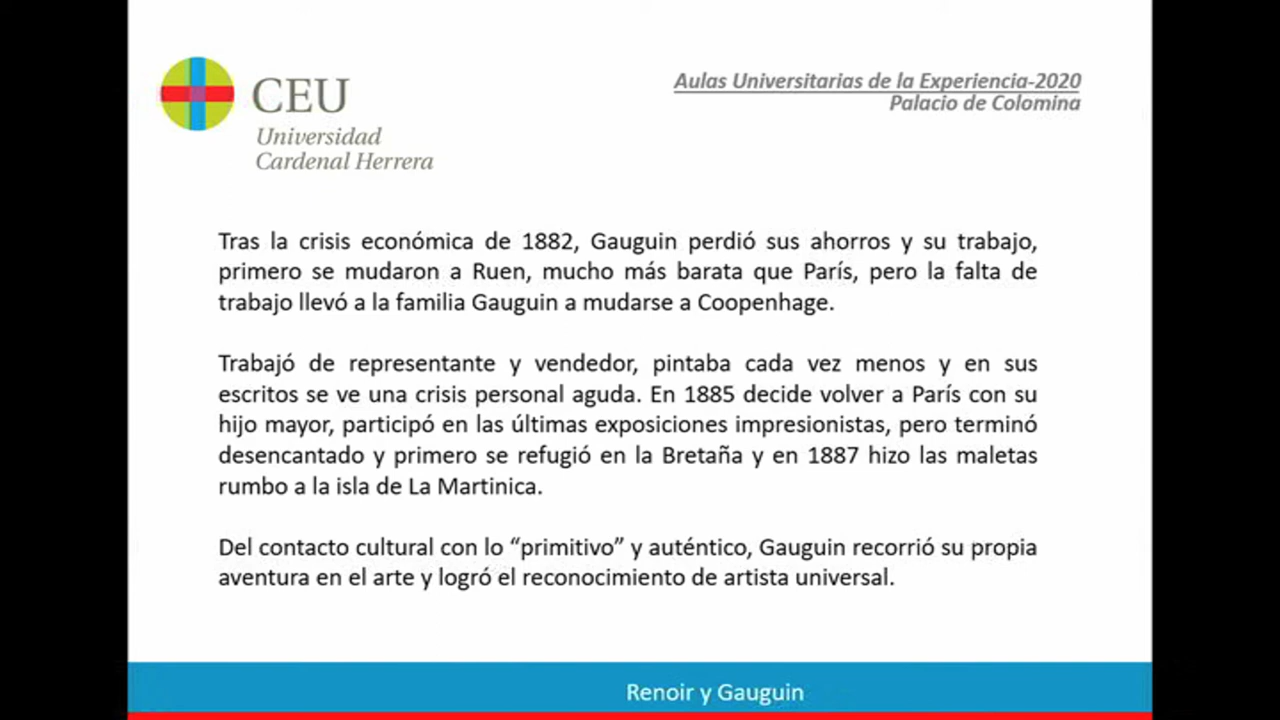 CEU
Universidad
Cardenal Herrera
Aulas Universitarias de la Experiencia-2020
Palacio de Colomina
Tras la crisis económica de 1882, Gauguin perdió sus ahorros y su trabajo,
primero se mudaron a Ruen, mucho más barata que París, pero la falta de
trabajo llevó a la familia Gauguin a mudarse a Coopenhage.
Trabajó de representante y vendedor, pintaba cada vez menos y en sus
escritos se ve una crisis personal aguda. En 1885 decide volver a París con su
hijo mayor, participó en las últimas exposiciones impresionistas, pero terminó
desencantado y primero se refugió en la Bretaña y en 1887 hizo las maletas
rumbo a la isla de La Martinica.
Del contacto cultural con lo “primitivo” y auténtico, Gauguin recorrió su propia
aventura en el arte y logró el reconocimiento de artista universal.
Renoir y Gauguin